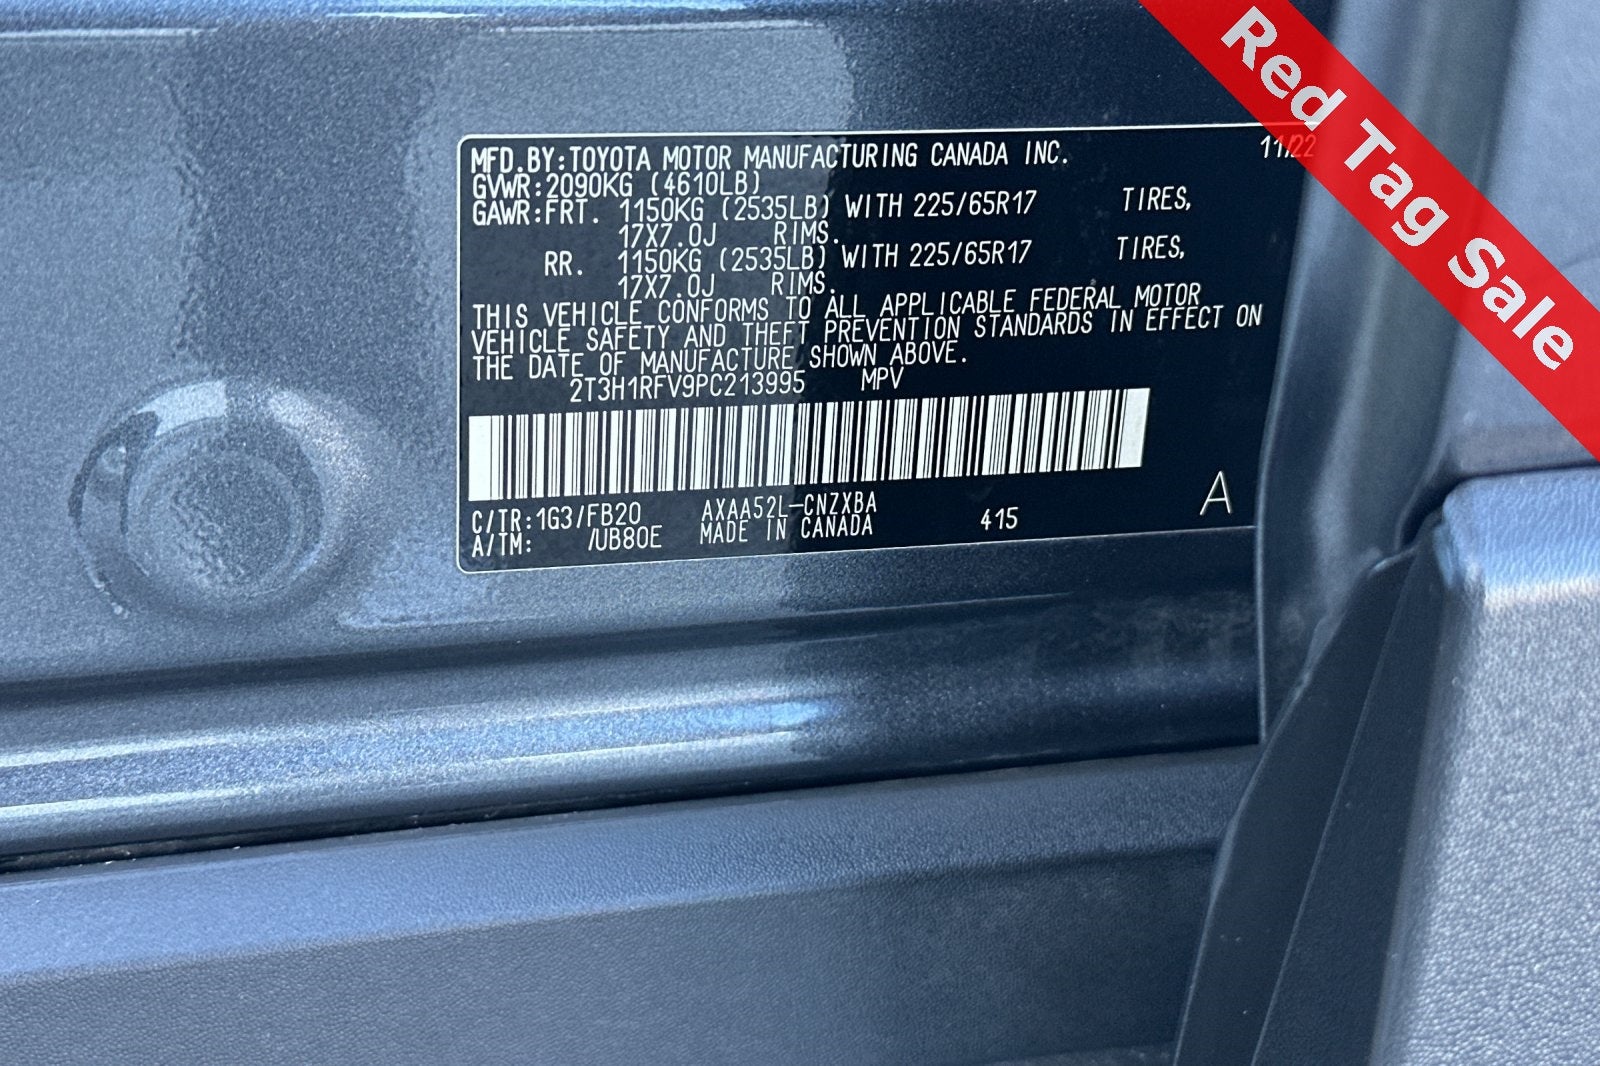 MFD.BY:TOYOTA MOTOR MANUFACTURING CANADA INC. 11/22
GVWR:2090KG (4610LB)
GAWR:FRT. 1150KG (2535LB) WITH 225/65R17 TIRES,
17X7.0J RIMS.
RR. 1150KG (2535LB) WITH 225/65R17 TIRES,
17X7.0J RIMS.
THIS VEHICLE CONFORMS TO ALL APPLICABLE FEDERAL MOTOR
VEHICLE SAFETY AND THEFT PREVENTION STANDARDS IN EFFECT ON
THE DATE OF MANUFACTURE SHOWN ABOVE.
2T3H1RFV9PC213995 MPV
C/TR:1G3/FB20 AXAA52L-CNZXBA 415 A
A/TM: /UB80E MADE IN CANADA
Red Tag Sale